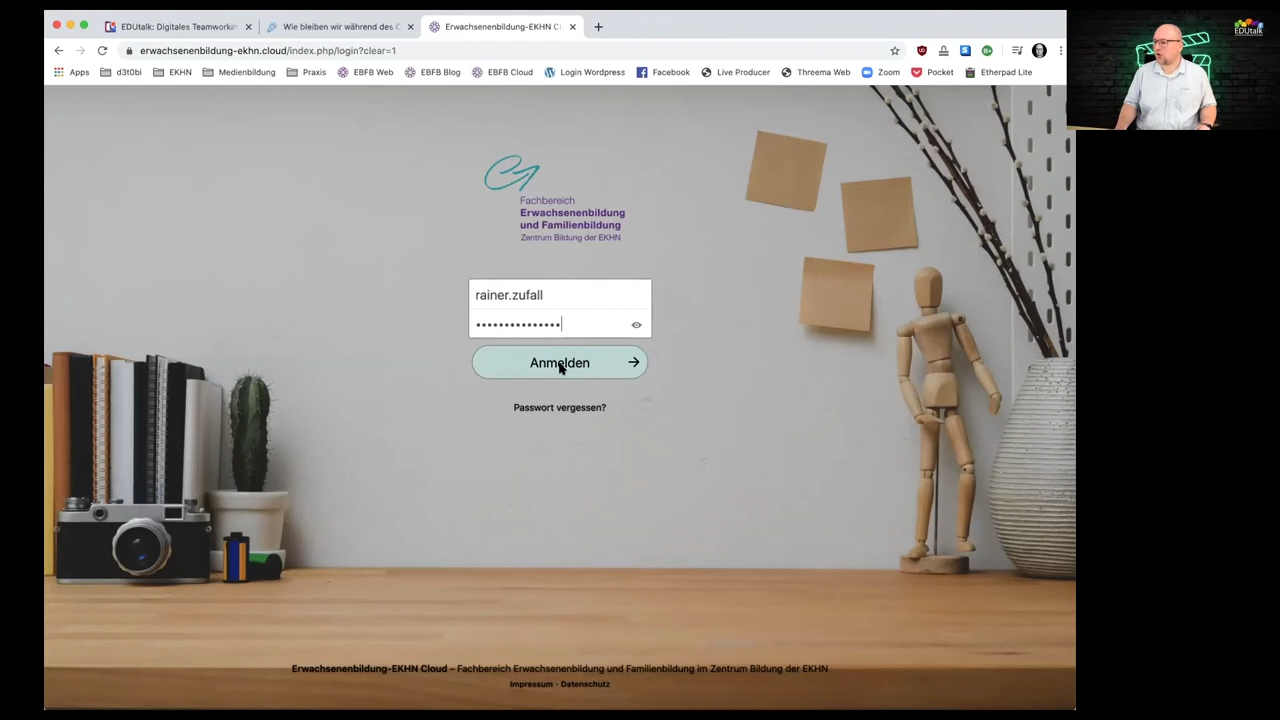 EDUtalk: Digitales Teamworkin
Wie bleiben wir während des C
Erwachsenenbildung-EKHN Cl
EDUtalk
erwachsenenbildung-ekhn.cloud/index.php/login?clear=1
Apps
d3t0bi
EKHN
Medienbildung
Praxis
EBFB Web
EBFB Blog
EBFB Cloud
Login Wordpress
Facebook
Live Producer
Threema Web
Zoom
Pocket
Etherpad Lite
Fachbereich
Erwachsenenbildung
und Familienbildung
Zentrum Bildung der EKHN
rainer.zufall
Anmelden
Passwort vergessen?
Erwachsenenbildung-EKHN Cloud – Fachbereich Erwachsenenbildung und Familienbildung im Zentrum Bildung der EKHN
Impressum · Datenschutz